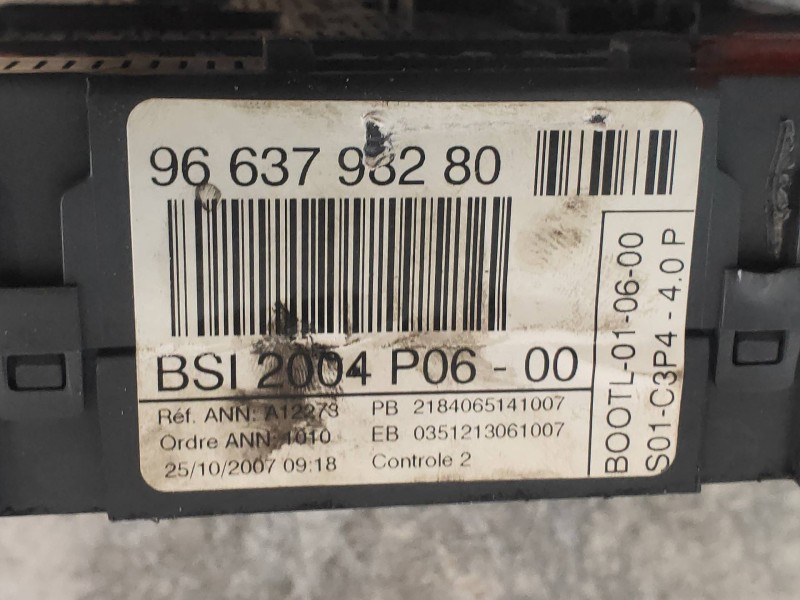 96 637 983 80
BSI 2004 P06 - 00
Réf. ANN: A12273 PB 2184065141007
Ordre ANN: 1010 EB 0351213061007
25/10/2007 09:18 Controle 2
BOOTL-01-06-00
S01-C3P4 - 4.0 P